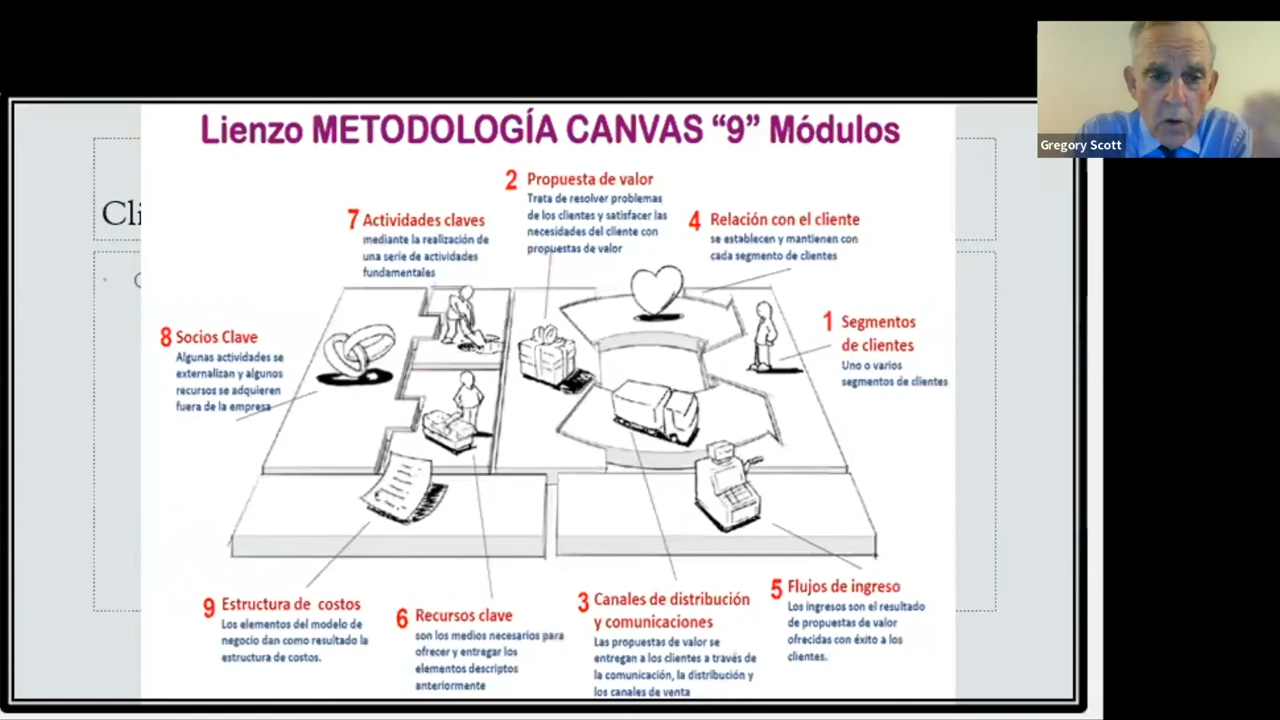 Lienzo METODOLOGÍA CANVAS “9” Módulos
Gregory Scott
Cli
2 Propuesta de valor
Trata de resolver problemas
de los clientes y satisfacer las
necesidades del cliente con
propuestas de valor
7 Actividades claves
mediante la realización de
una serie de actividades
fundamentales
4 Relación con el cliente
se establecen y mantienen con
cada segmento de clientes
8 Socios Clave
Algunas actividades se
externalizan y algunos
recursos se adquieren
fuera de la empresa
1 Segmentos
de clientes
Uno o varios
segmentos de clientes
9 Estructura de costos
Los elementos del modelo de
negocio dan como resultado la
estructura de costos.
6 Recursos clave
son los medios necesarios para
ofrecer y entregar los
elementos descriptos
anteriormente
3 Canales de distribución
y comunicaciones
Las propuestas de valor se
entregan a los clientes a través de
la comunicación, la distribución y
los canales de venta
5 Flujos de ingreso
Los ingresos son el resultado
de propuestas de valor
ofrecidas con éxito a los
clientes.